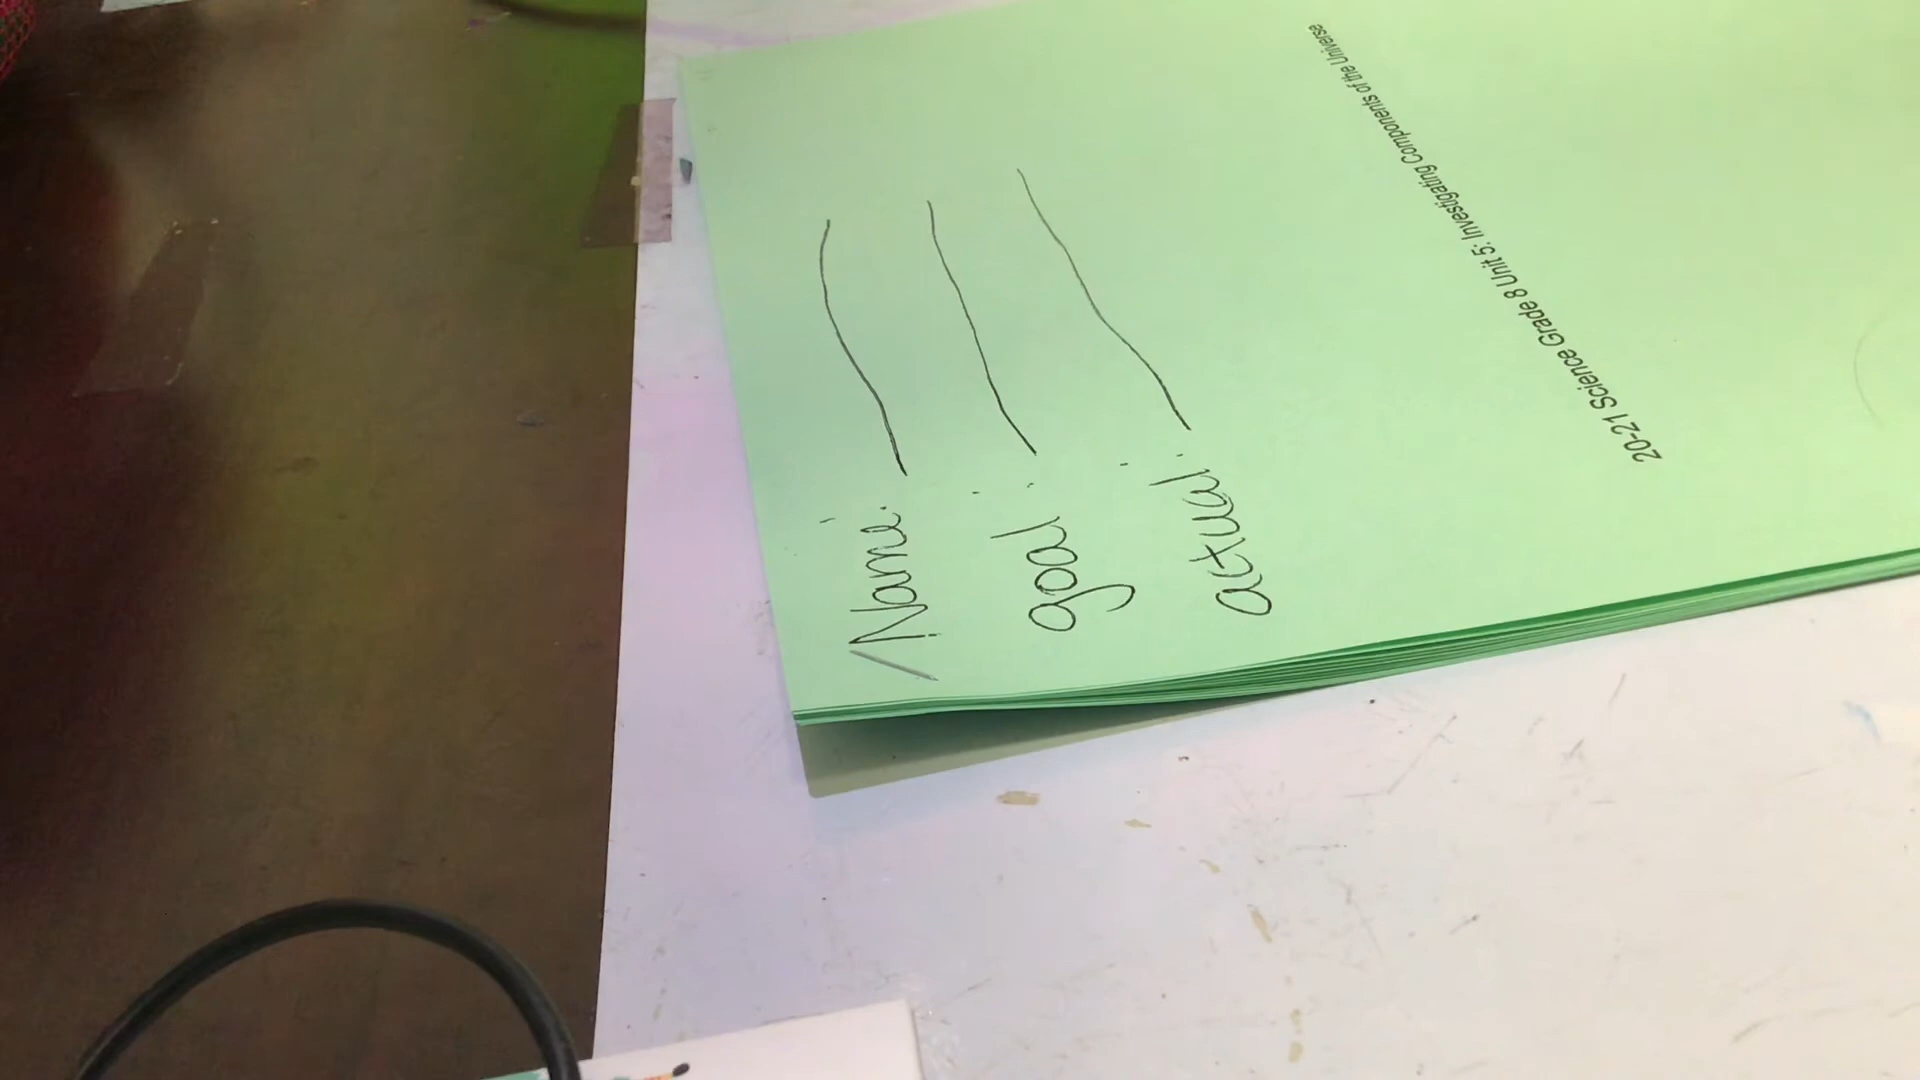 Name: 
goal:
actual:
20-21 Science Grade 8 Unit 5: Investigating Components of the Universe